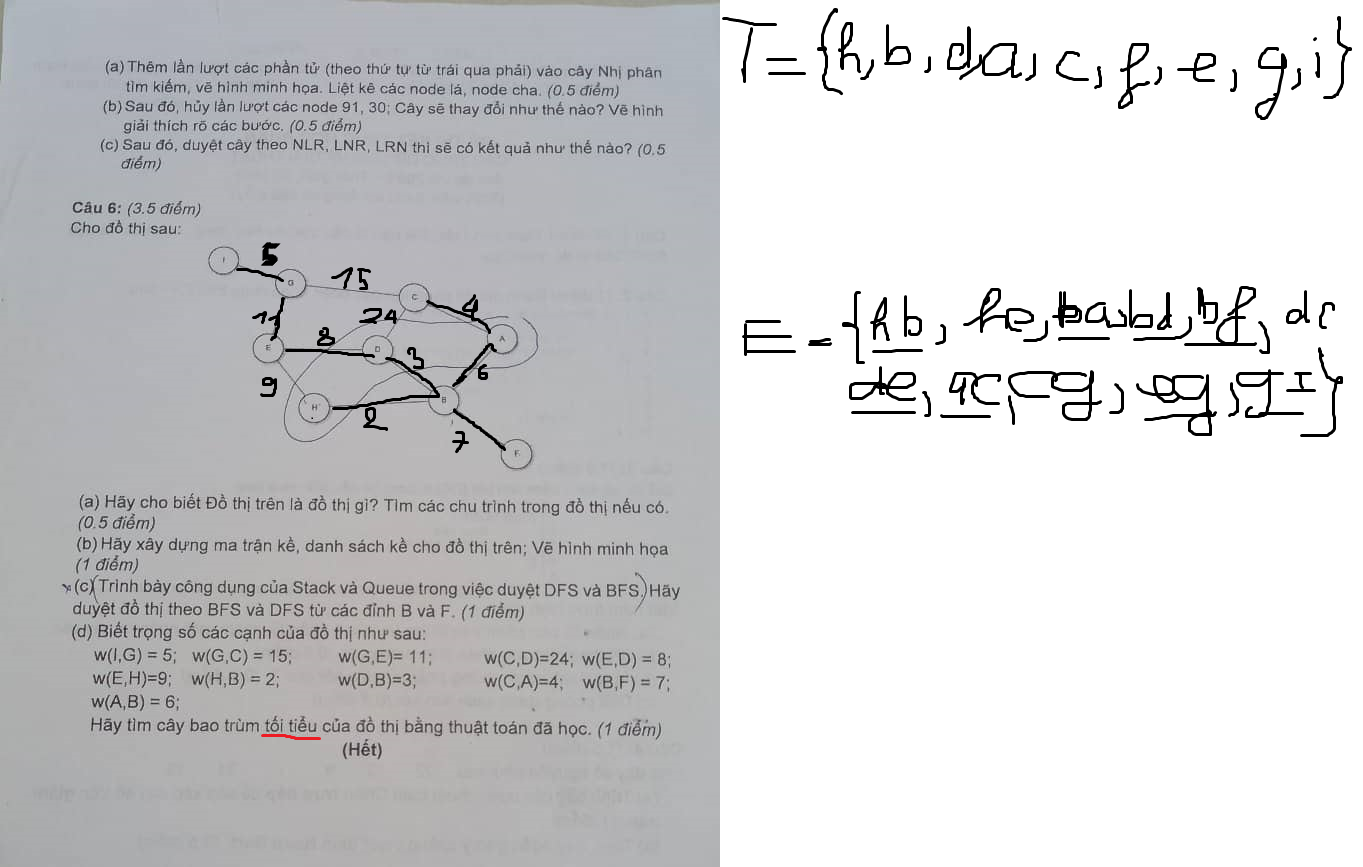 (a) Thêm lần lượt các phần tử (theo thứ tự từ trái qua phải) vào cây Nhị phân
tìm kiếm, vẽ hình minh họa. Liệt kê các node lá, node cha. (0.5 điểm)
(b) Sau đó, hủy lần lượt các node 91, 30; Cây sẽ thay đổi như thế nào? Vẽ hình
giải thích rõ các bước. (0.5 điểm)
(c) Sau đó, duyệt cây theo NLR, LNR, LRN thì sẽ có kết quả như thế nào? (0.5
điểm)
Câu 6: (3.5 điểm)
Cho đồ thị sau:
I
5
G
15
C
4
11
24
A
E
8
D
3
6
9
H
2
B
7
F
(a) Hãy cho biết Đồ thị trên là đồ thị gì? Tìm các chu trình trong đồ thị nếu có.
(0.5 điểm)
(b) Hãy xây dựng ma trận kề, danh sách kề cho đồ thị trên; Vẽ hình minh họa
(1 điểm)
(c) Trình bày công dụng của Stack và Queue trong việc duyệt DFS và BFS. Hãy
duyệt đồ thị theo BFS và DFS từ các đỉnh B và F. (1 điểm)
(d) Biết trọng số các cạnh của đồ thị như sau:
w(I,G) = 5; w(G,C) = 15; w(G,E)= 11; w(C,D)=24; w(E,D) = 8;
w(E,H)=9; w(H,B) = 2; w(D,B)=3; w(C,A)=4; w(B,F) = 7;
w(A,B) = 6;
Hãy tìm cây bao trùm tối tiểu của đồ thị bằng thuật toán đã học. (1 điểm)
(Hết)
T={h, b, d, a, c, f, e, g, i}
E={hb, he, ba, bd, bf, dc
de, ac, cg, eg, gI}